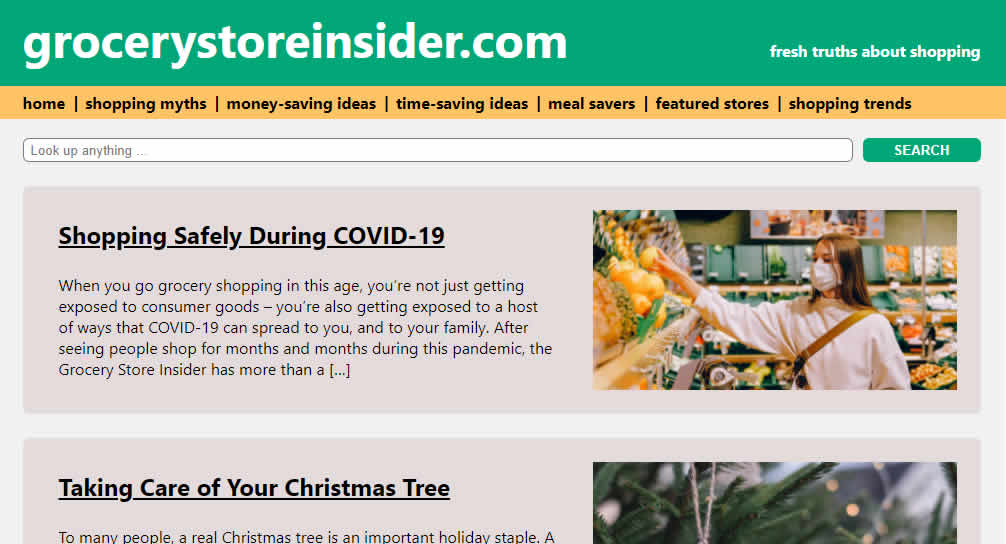 grocerystoreinsider.com
fresh truths about shopping
home | shopping myths | money-saving ideas | time-saving ideas | meal savers | featured stores | shopping trends
Look up anything ...
SEARCH
Shopping Safely During COVID-19
When you go grocery shopping in this age, you’re not just getting
exposed to consumer goods – you’re also getting exposed to a host
of ways that COVID-19 can spread to you, and to your family. After
seeing people shop for months and months during this pandemic, the
Grocery Store Insider has more than a [...]
Taking Care of Your Christmas Tree
To many people, a real Christmas tree is an important holiday staple. A